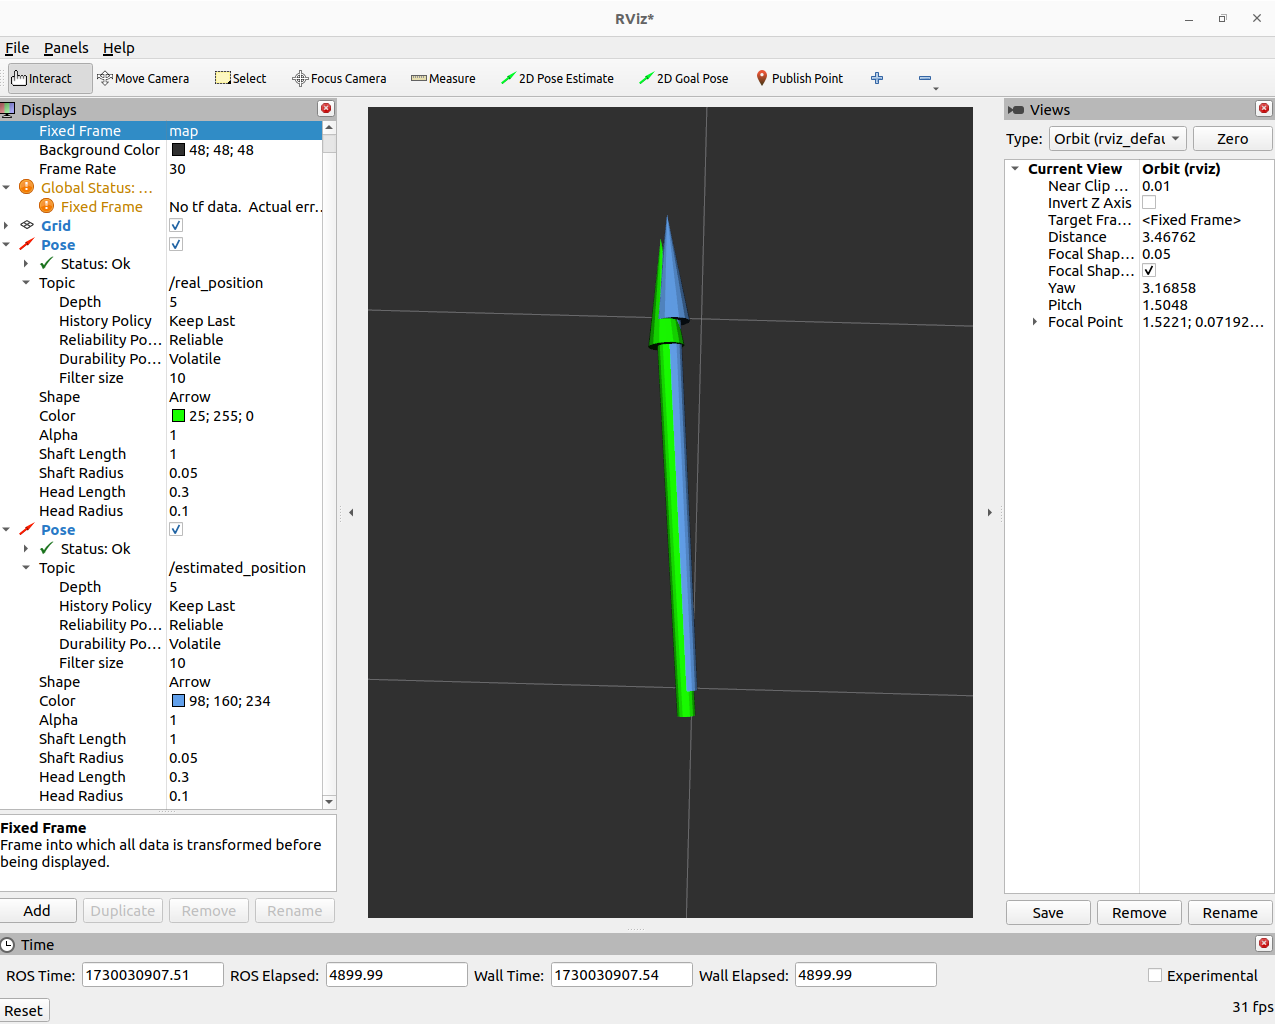 RViz*
File Panels Help
Interact Move Camera Select Focus Camera Measure 2D Pose Estimate 2D Goal Pose Publish Point
Displays
Fixed Frame map
Background Color 48; 48; 48
Frame Rate 30
Global Status: ...
Fixed Frame No tf data. Actual err..
Grid
Pose
Status: Ok
Topic /real_position
Depth 5
History Policy Keep Last
Reliability Po... Reliable
Durability Po... Volatile
Filter size 10
Shape Arrow
Color 25; 255; 0
Alpha 1
Shaft Length 1
Shaft Radius 0.05
Head Length 0.3
Head Radius 0.1
Pose
Status: Ok
Topic /estimated_position
Depth 5
History Policy Keep Last
Reliability Po... Reliable
Durability Po... Volatile
Filter size 10
Shape Arrow
Color 98; 160; 234
Alpha 1
Shaft Length 1
Shaft Radius 0.05
Head Length 0.3
Head Radius 0.1
Fixed Frame
Frame into which all data is transformed before
being displayed.
Add Duplicate Remove Rename
Views
Type: Orbit (rviz_defau Zero
Current View Orbit (rviz)
Near Clip ... 0.01
Invert Z Axis
Target Fra... <Fixed Frame>
Distance 3.46762
Focal Shap... 0.05
Focal Shap...
Yaw 3.16858
Pitch 1.5048
Focal Point 1.5221; 0.07192...
Save Remove Rename
Time
ROS Time: 1730030907.51 ROS Elapsed: 4899.99 Wall Time: 1730030907.54 Wall Elapsed: 4899.99 Experimental
Reset 31 fps